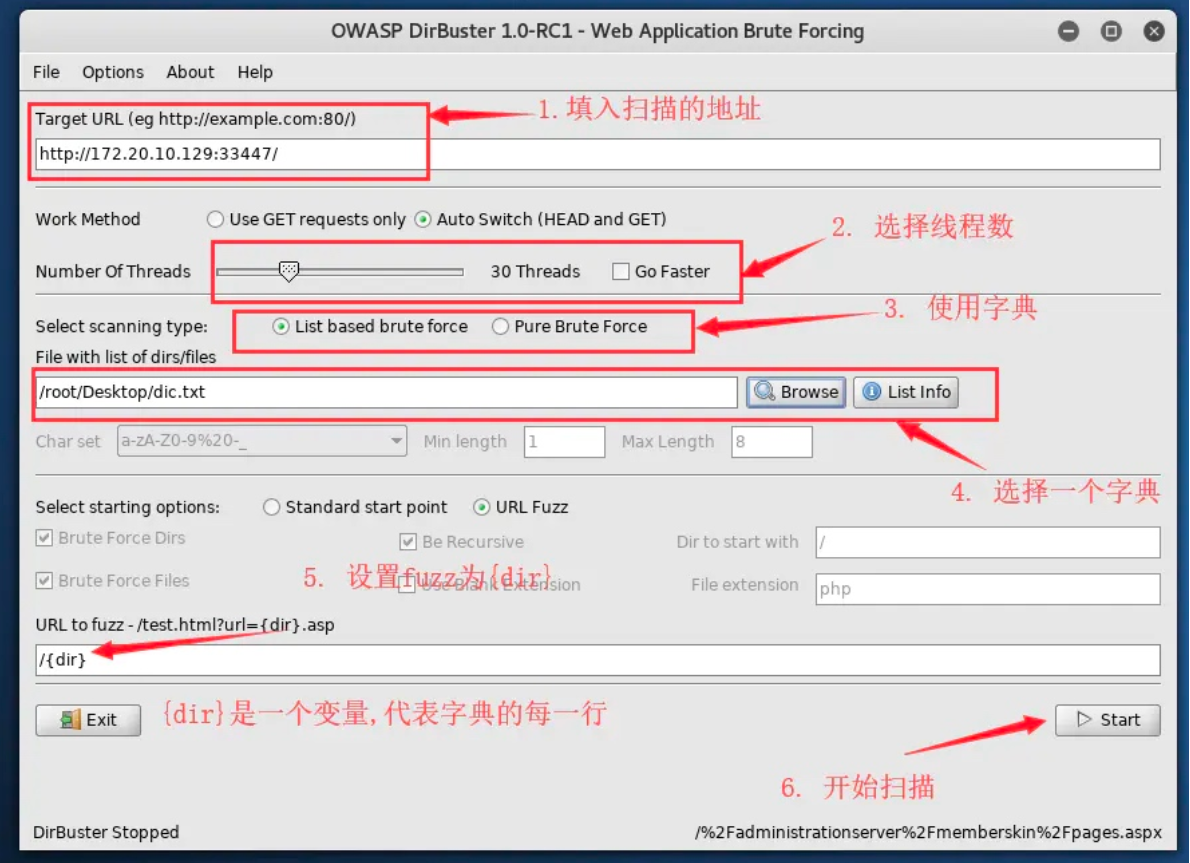 OWASP DirBuster 1.0-RC1 - Web Application Brute Forcing
File Options About Help
Target URL (eg http://example.com:80/)
1.填入扫描的地址
http://172.20.10.129:33447/
Work Method Use GET requests only Auto Switch (HEAD and GET)
2. 选择线程数
Number Of Threads 30 Threads Go Faster
3. 使用字典
Select scanning type: List based brute force Pure Brute Force
File with list of dirs/files
/root/Desktop/dic.txt Browse List Info
Char set a-zA-Z0-9%20-_ Min length 1 Max Length 8
4. 选择一个字典
Select starting options: Standard start point URL Fuzz
Brute Force Dirs Be Recursive Dir to start with /
5. 设置fuzz为{dir}
Brute Force Files Use Blank Extension File extension php
URL to fuzz - /test.html?url={dir}.asp
/{dir}
Exit {dir}是一个变量,代表字典的每一行 Start
6. 开始扫描
DirBuster Stopped /%2Fadministrationserver%2Fmemberskin%2Fpages.aspx